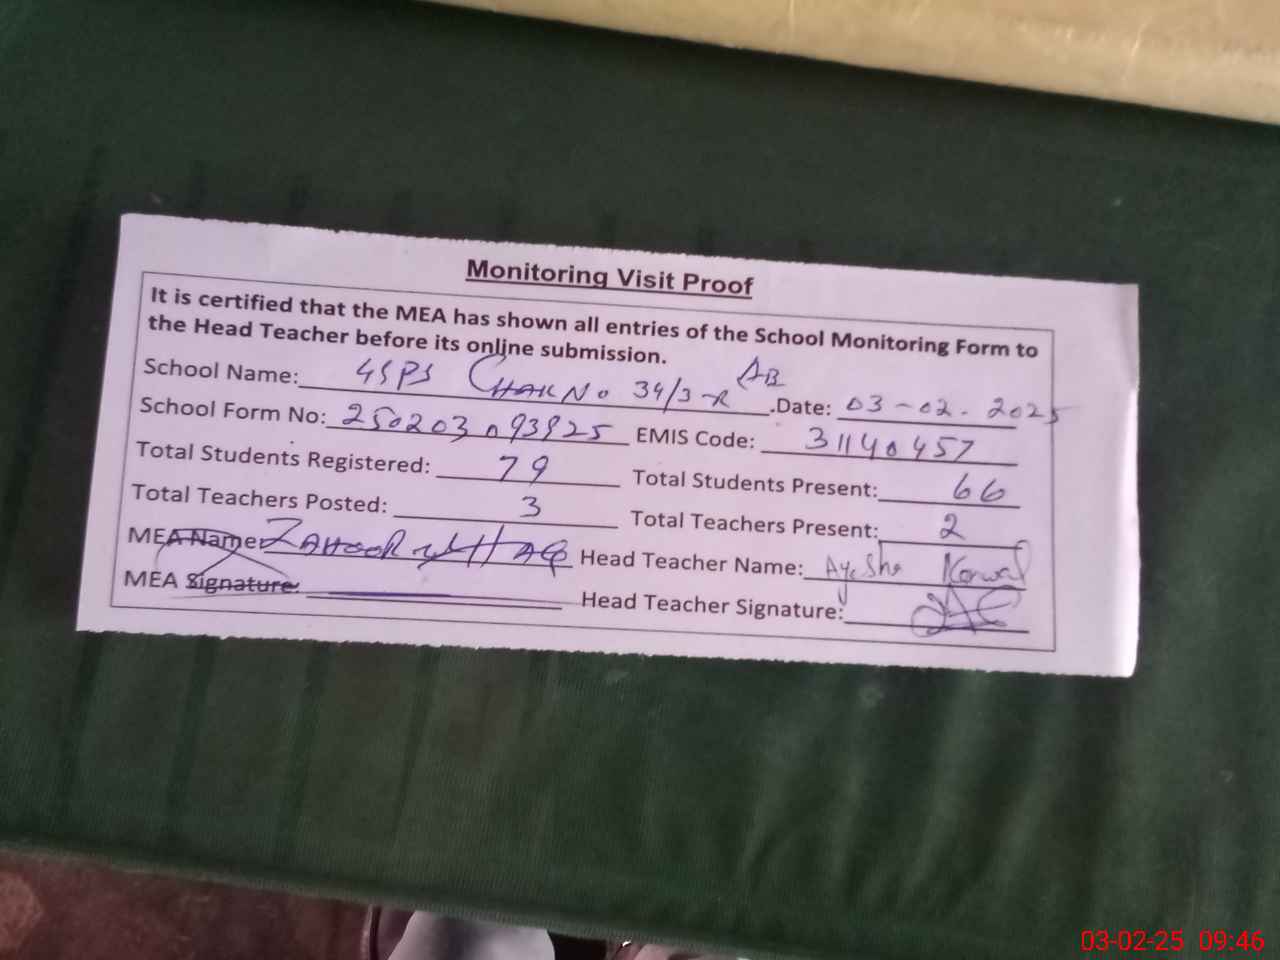 Monitoring Visit Proof
It is certified that the MEA has shown all entries of the School Monitoring Form to
the Head Teacher before its online submission.
School Name: GSPS CHAK No 34/3-R AB .Date: 03-02-2025
School Form No: 250203093925 EMIS Code: 31140457
Total Students Registered: 79 Total Students Present: 66
Total Teachers Posted: 3 Total Teachers Present: 2
MEA Name: ZAHOOR ul HAQ Head Teacher Name: Ayesha Kanwal
MEA Signature: Head Teacher Signature:
03-02-25 09:46